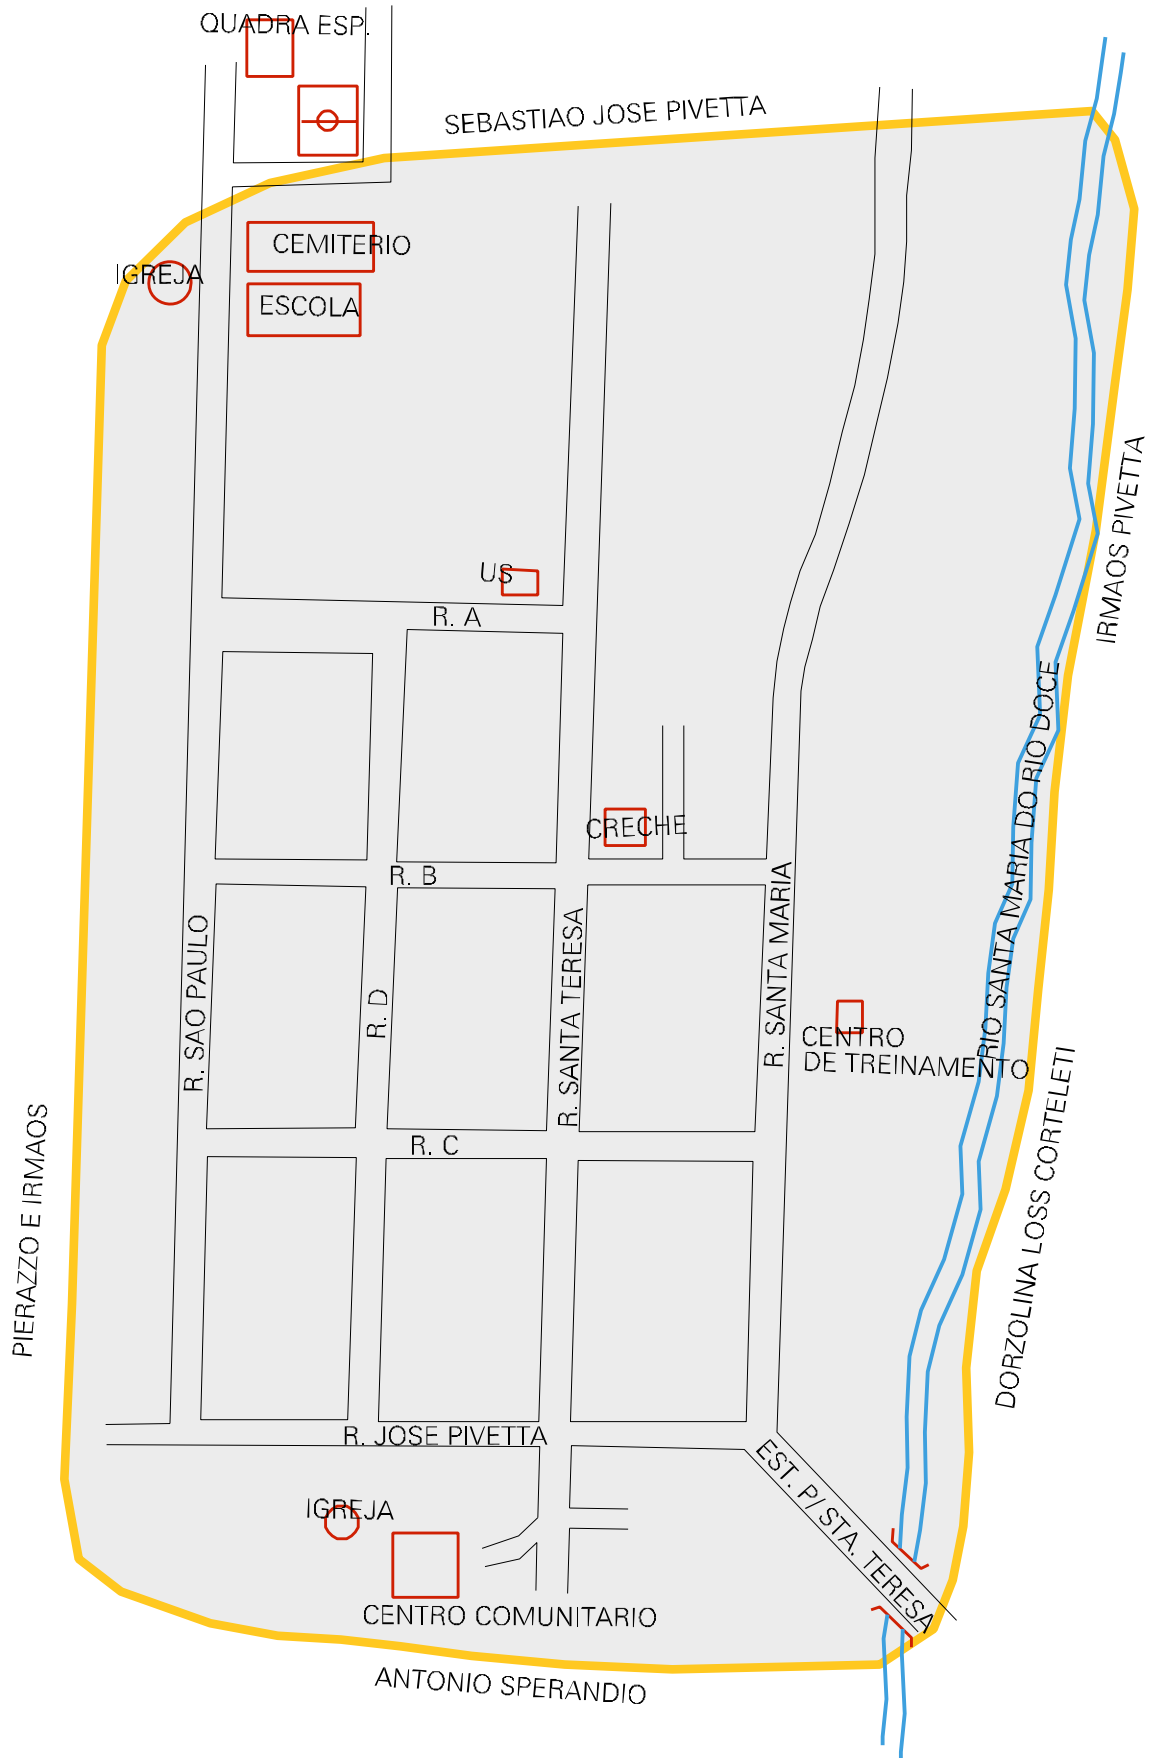 QUADRA ESP.
SEBASTIAO JOSE PIVETTA
CEMITERIO
IGREJA
ESCOLA
IRMAOS PIVETTA
US
R. A
RIO SANTA MARIA DO RIO DOCE
CRECHE
R. B
R. SAO PAULO
R. D
R. SANTA TERESA
R. SANTA MARIA
CENTRO
DE TREINAMENTO
DORZOLINA LOSS CORTELETI
R. C
PIERAZZO E IRMAOS
R. JOSE PIVETTA
EST. P/ STA. TERESA
IGREJA
CENTRO COMUNITARIO
ANTONIO SPERANDIO